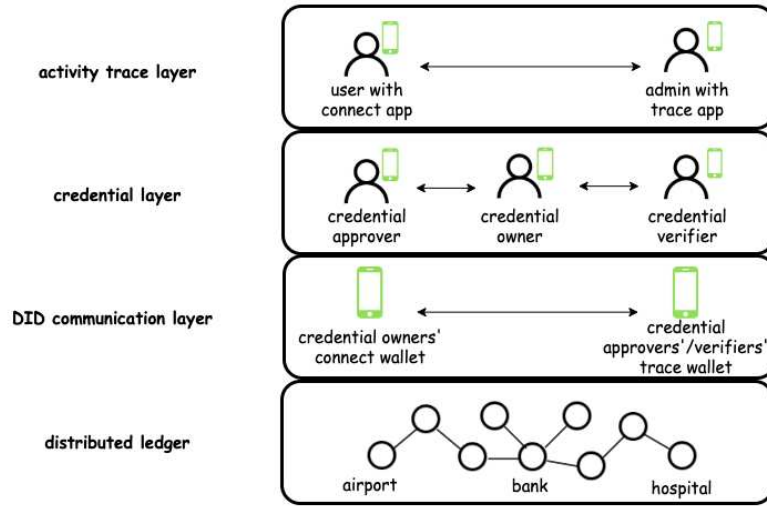 activity trace layer
user with
connect app
admin with
trace app
credential layer
credential
approver
credential
owner
credential
verifier
DID communication layer
credential owners'
connect wallet
credential
approvers'/verifiers'
trace wallet
distributed ledger
airport
bank
hospital